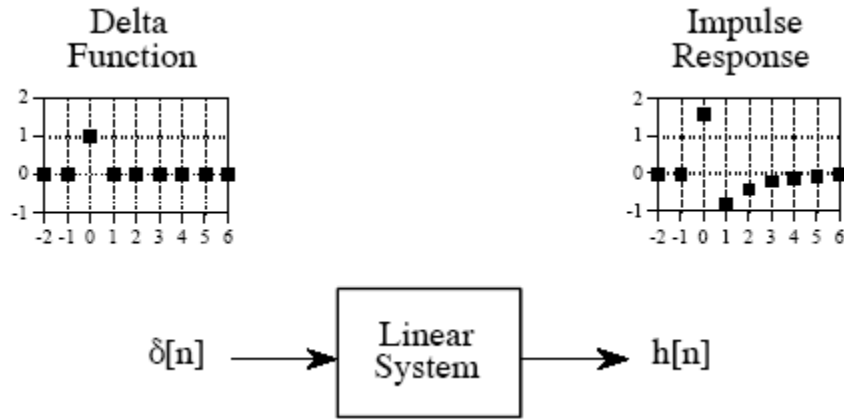 Delta
Function
Impulse
Response
2
1
0
-1
-2 -1 0 1 2 3 4 5 6
2
1
0
-1
-2 -1 0 1 2 3 4 5 6
δ[n]
Linear
System
h[n]